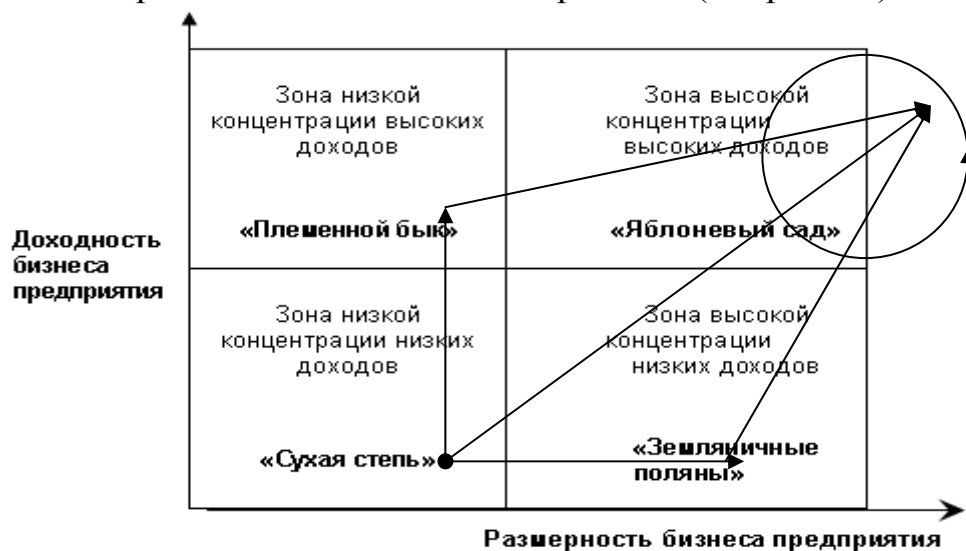 Зона низкой
концентрации высоких
доходов
Зона высокой
концентрации
высоких доходов
«Племенной бык»
«Яблоневый сад»
Доходность
бизнеса
предприятия
Зона низкой
концентрации низких
доходов
Зона высокой
концентрации
низких доходов
«Сухая степь»
«Земляничные
поляны»
Размерность бизнеса предприятия